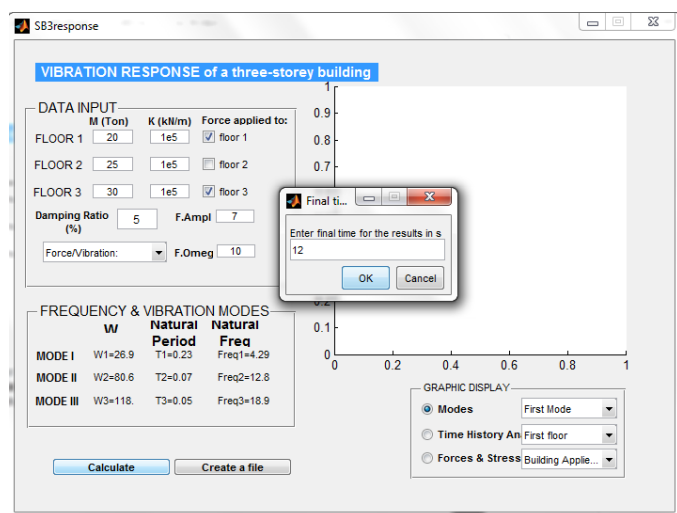 SB3response
VIBRATION RESPONSE of a three-storey building
DATA INPUT
M (Ton) K (kN/m) Force applied to:
FLOOR 1 20 1e5 floor 1
FLOOR 2 25 1e5 floor 2
FLOOR 3 30 1e5 floor 3
Damping Ratio (%) 5 F.Ampl 7
Force/Vibration: F.Omeg 10
FREQUENCY & VIBRATION MODES
W Natural Period Natural Freq
MODE I W1=26.9 T1=0.23 Freq1=4.29
MODE II W2=80.6 T2=0.07 Freq2=12.8
MODE III W3=118. T3=0.05 Freq3=18.9
Calculate Create a file
1
0.9
0.8
0.7
0.2
0.1
0
0 0.2 0.4 0.6 0.8 1
Final ti...
Enter final time for the results in s
12
OK Cancel
GRAPHIC DISPLAY
Modes First Mode
Time History An First floor
Forces & Stress Building Applie...